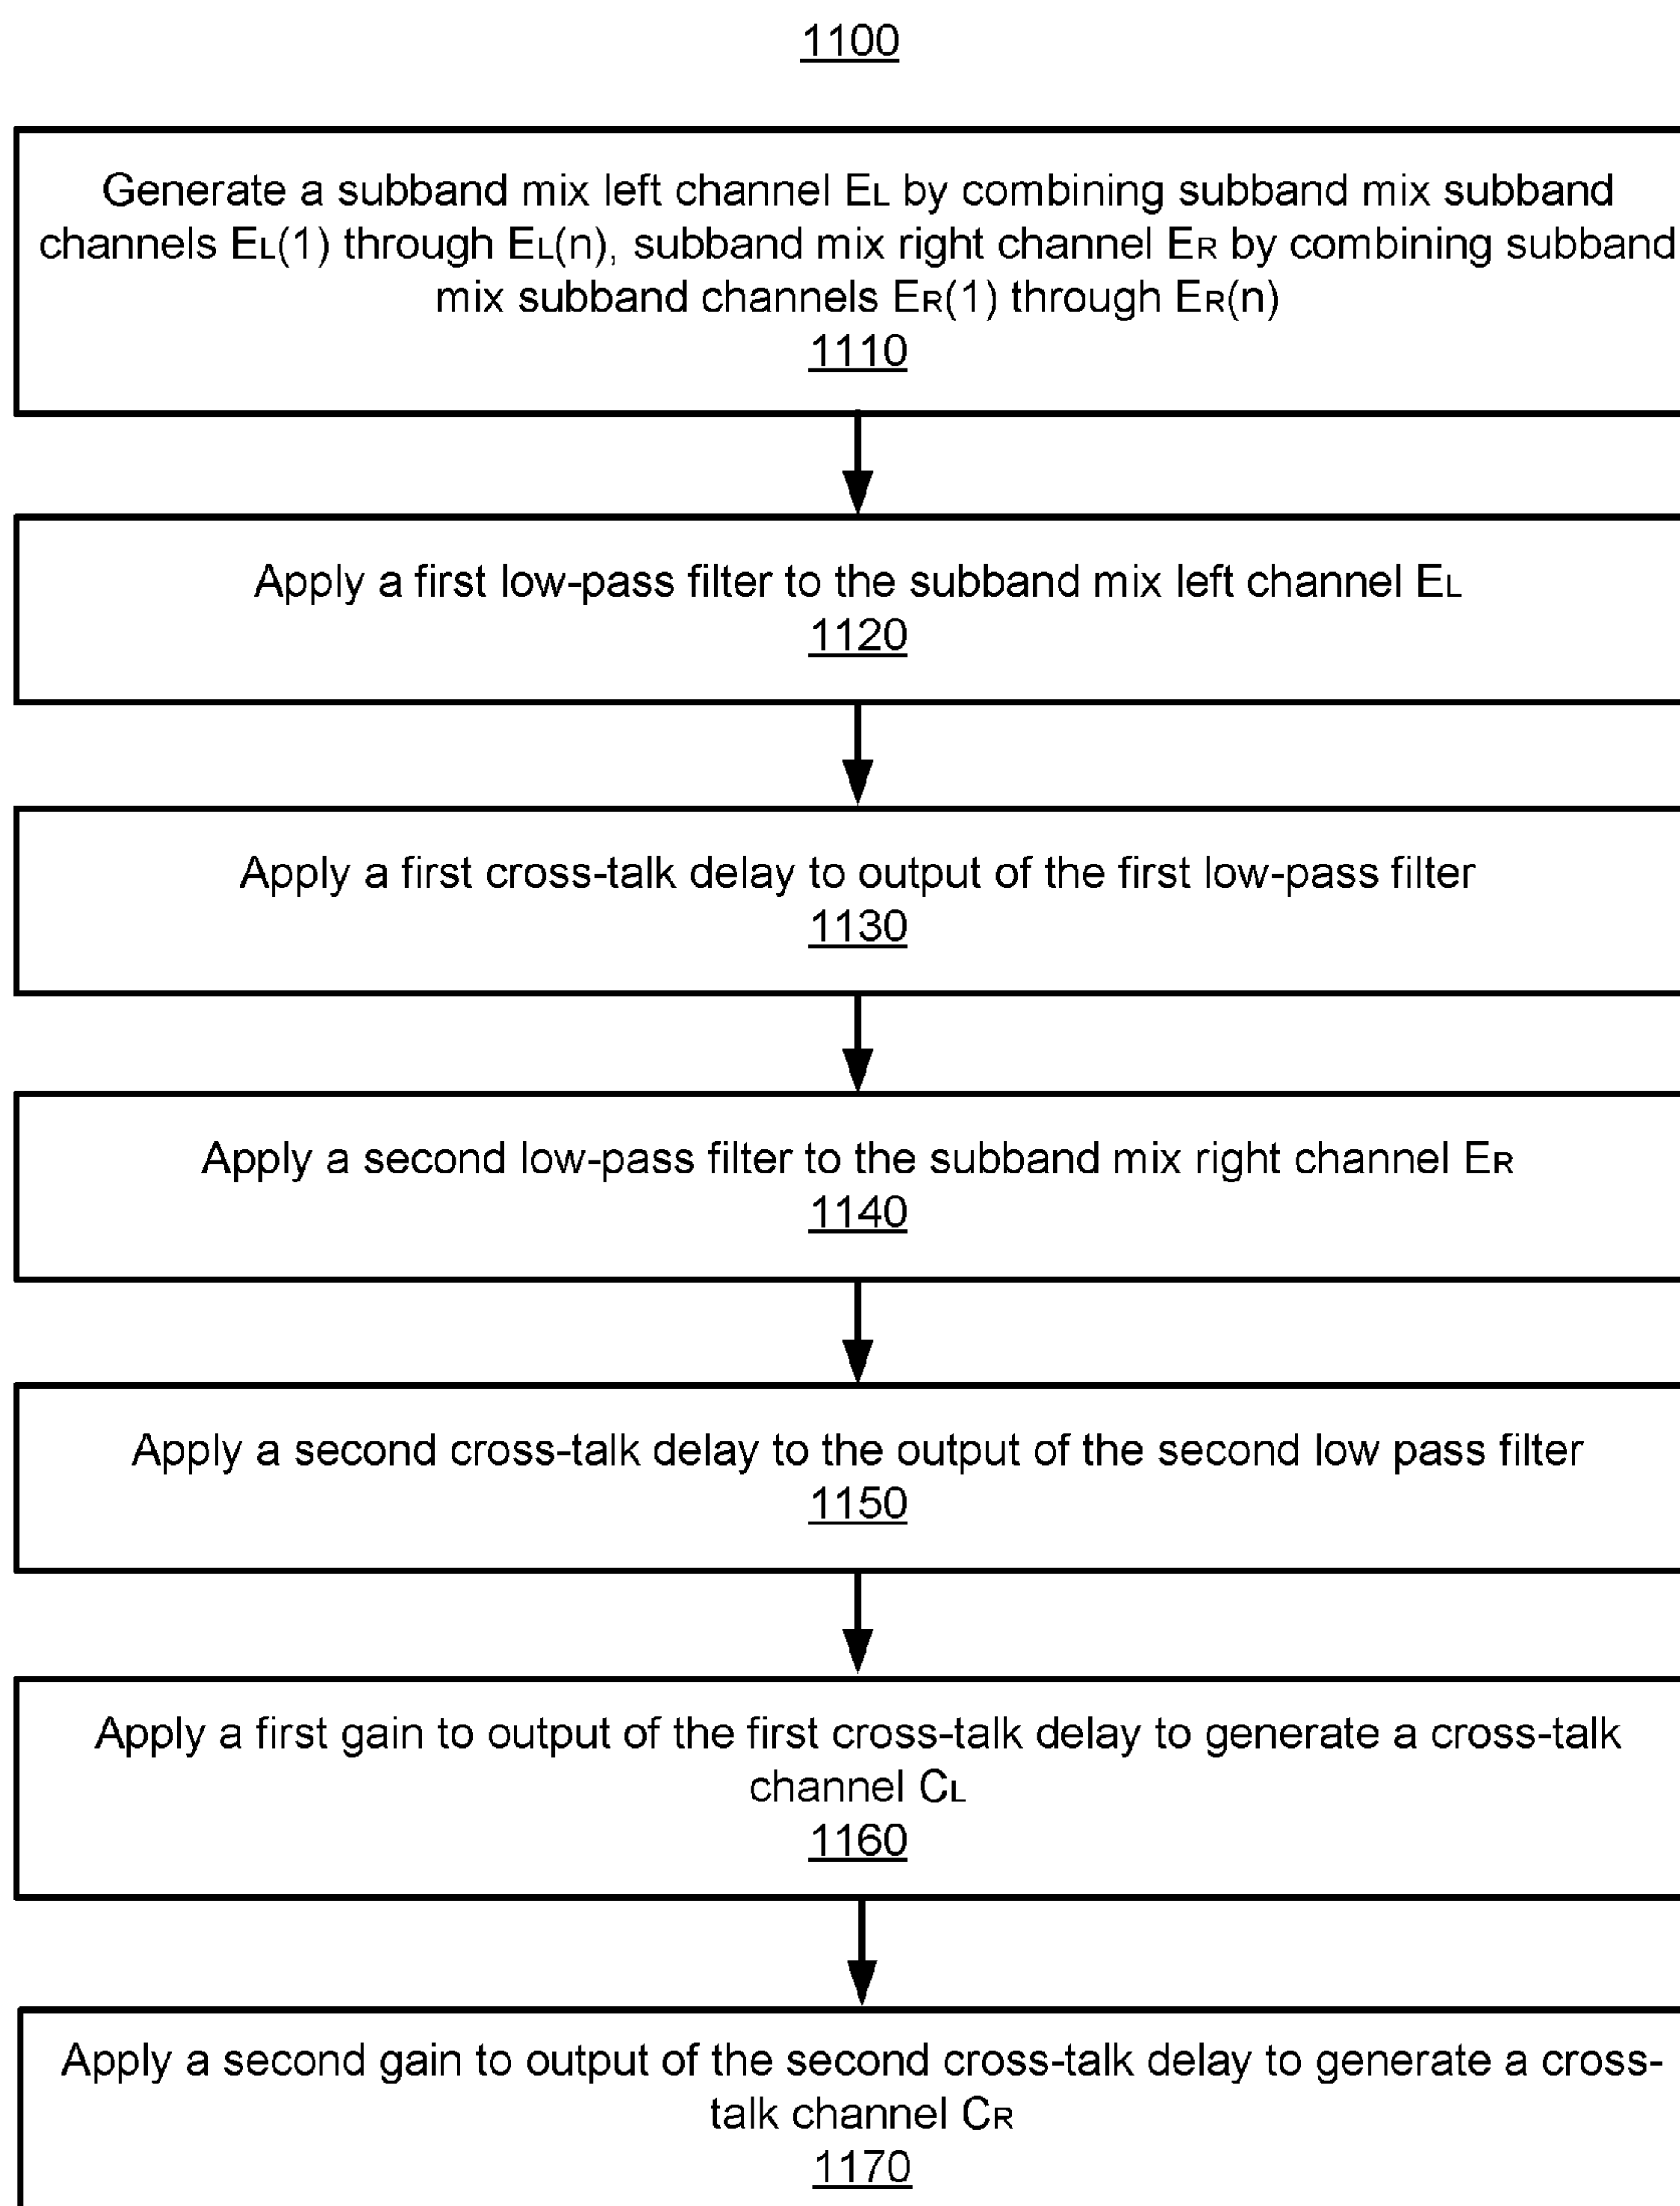 1100
Generate a subband mix left channel EL by combining subband mix subband
channels EL(1) through EL(n), subband mix right channel ER by combining subband
mix subband channels ER(1) through ER(n)
1110
Apply a first low-pass filter to the subband mix left channel EL
1120
Apply a first cross-talk delay to output of the first low-pass filter
1130
Apply a second low-pass filter to the subband mix right channel ER
1140
Apply a second cross-talk delay to the output of the second low pass filter
1150
Apply a first gain to output of the first cross-talk delay to generate a cross-talk
channel CL
1160
Apply a second gain to output of the second cross-talk delay to generate a cross-
talk channel CR
1170